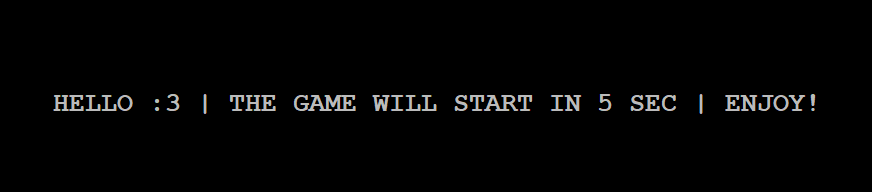 HELLO :3 | THE GAME WILL START IN 5 SEC | ENJOY!